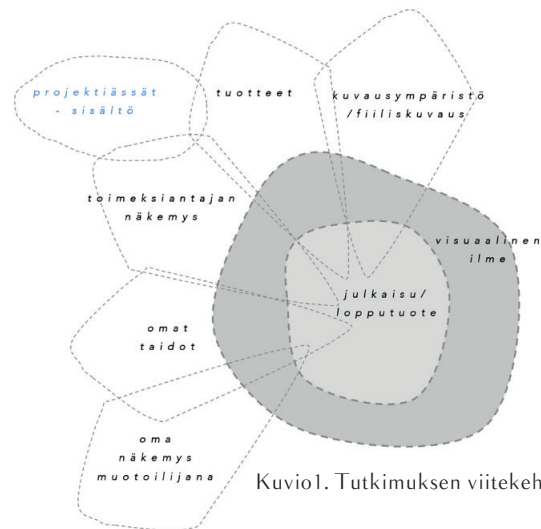 projektiässät
- sisältö
tuotteet
kuvausympäristö
/fiiliskuvaus
toimeksiantajan
näkemys
visuaalinen
ilme
julkaisu/
lopputuote
omat
taidot
oma
näkemys
muotoilijana
Kuvio1. Tutkimuksen viitekeh